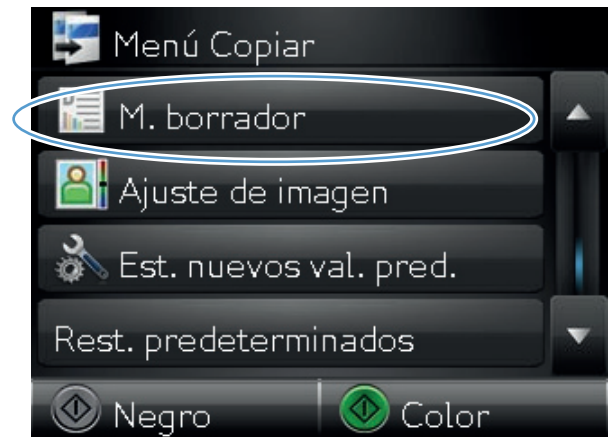 Menú Copiar
M. borrador
Ajuste de imagen
Est. nuevos val. pred.
Rest. predeterminados
Negro Color